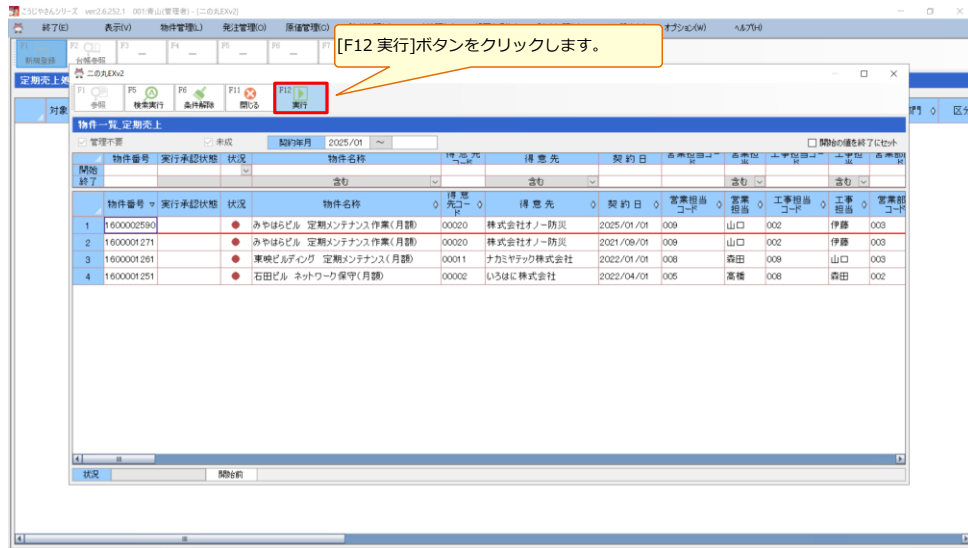 こうじやさんシリーズ ver.2.6.252.1 001:青山(管理者) - [二の丸EXv2]
終了(E) 表示(V) 物件管理(L) 発注管理(O) 原価管理(G) オプション(W) ヘルプ(H)
F1 F2 F3 F4 F5 F6 F7
新規登録 台帳参照
[F12 実行]ボタンをクリックします。
二の丸EXv2
F1 F5 F6 F11 F12
参照 検索実行 条件解除 閉じる 実行
対象
区分
物件一覧_定期売上
管理不要 未成 契約年月 2025/01 ～ 開始の値を終了にセット
物件番号 実行承認状態 状況 物件名称 得意先 契約日
開始
終了 含む 含む 含む 含む
物件番号 実行承認状態 状況 物件名称 得意先コード 得意先 契約日 営業担当コード 営業担当 工事担当コード 工事担当 営業部コード
1 1600002590 ● みやはらビル 定期メンテナンス作業(月額) 00020 株式会社オノ一防災 2025/01/01 009 山口 002 伊藤 003
2 1600001271 ● みやはらビル 定期メンテナンス作業(月額) 00020 株式会社オノ一防災 2021/09/01 009 山口 002 伊藤 003
3 1600001261 ● 東映ビルディング 定期メンテナンス(月額) 00011 ナカミヤテック株式会社 2022/01/01 008 森田 009 山口 003
4 1600001251 ● 石田ビル ネットワーク保守(月額) 00002 いろはに株式会社 2022/04/01 005 高橋 008 森田 002
状況 開始前